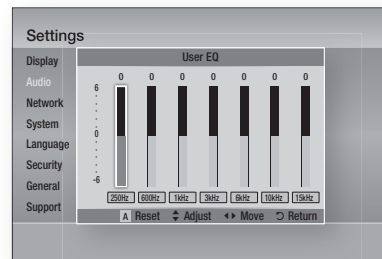 Settings
User EQ
Display
Audio
Network
System
Language
Security
General
Support
0 0 0 0 0 0 0
6
0
-6
250Hz 600Hz 1kHz 3kHz 6kHz 10kHz 15kHz
A Reset Adjust Move Return